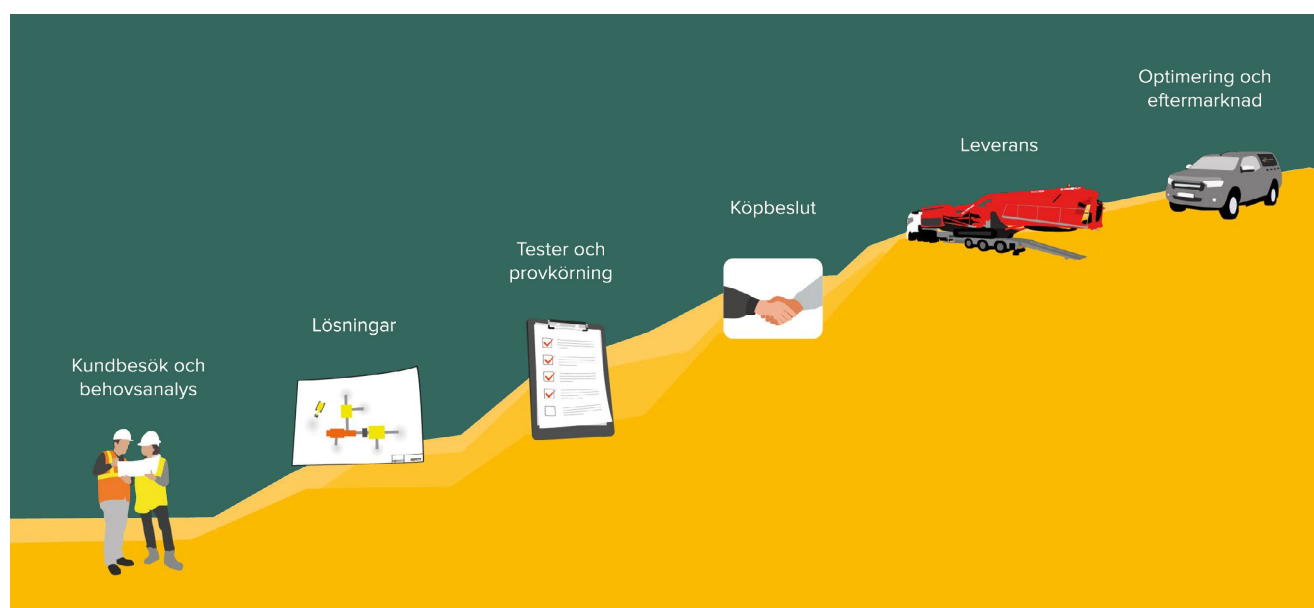 Kundbesök och
behovsanalys
Lösningar
Tester och
provkörning
Köpbeslut
Leverans
Optimering och
eftermarknad